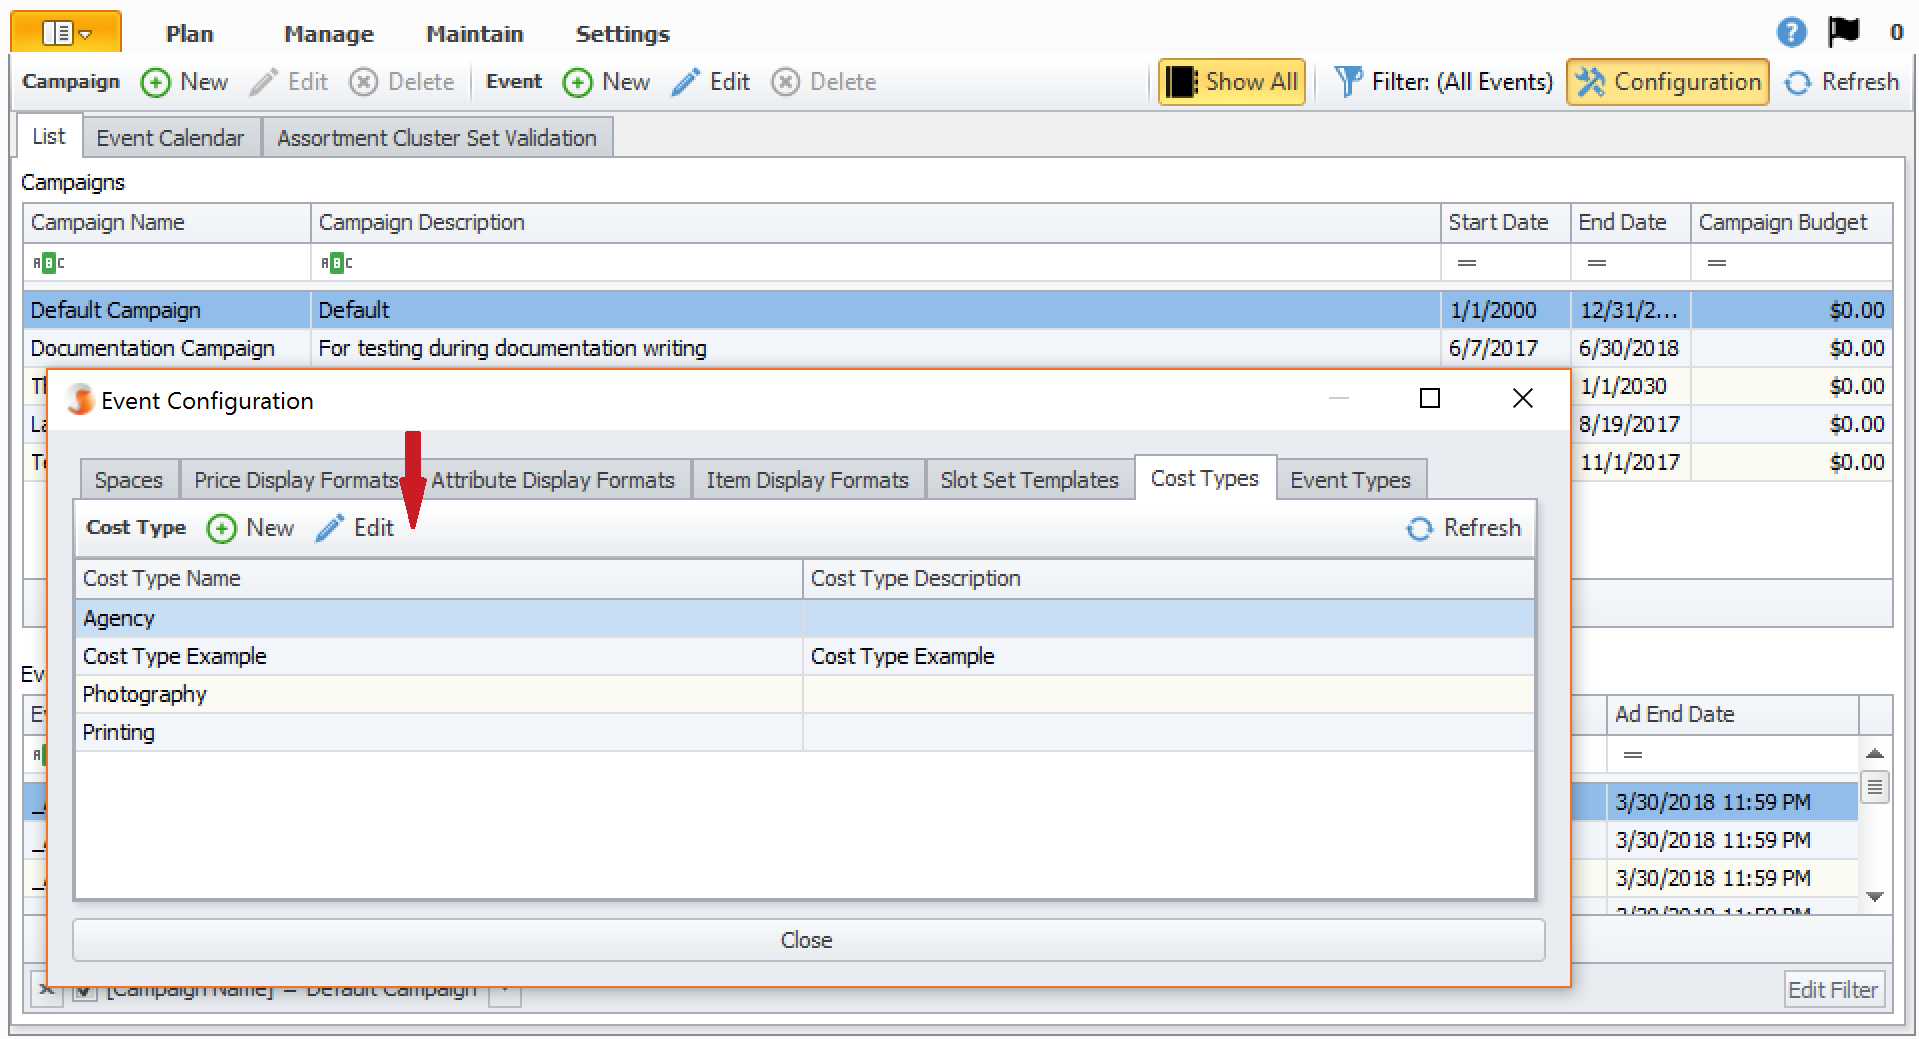 Plan Manage Maintain Settings ? 0
Campaign New Edit Delete Event New Edit Delete Show All Filter: (All Events) Configuration Refresh
List Event Calendar Assortment Cluster Set Validation
Campaigns
Campaign Name Campaign Description Start Date End Date Campaign Budget
ABC ABC = = =
Default Campaign Default 1/1/2000 12/31/2... $0.00
Documentation Campaign For testing during documentation writing 6/7/2017 6/30/2018 $0.00
1/1/2030 $0.00
8/19/2017 $0.00
11/1/2017 $0.00
Event Configuration
Spaces Price Display Formats Attribute Display Formats Item Display Formats Slot Set Templates Cost Types Event Types
Cost Type New Edit Refresh
Cost Type Name Cost Type Description
Agency
Cost Type Example Cost Type Example
Photography
Printing
Close
Ad End Date
=
3/30/2018 11:59 PM
3/30/2018 11:59 PM
3/30/2018 11:59 PM
[Campaign Name] = Default Campaign
Edit Filter